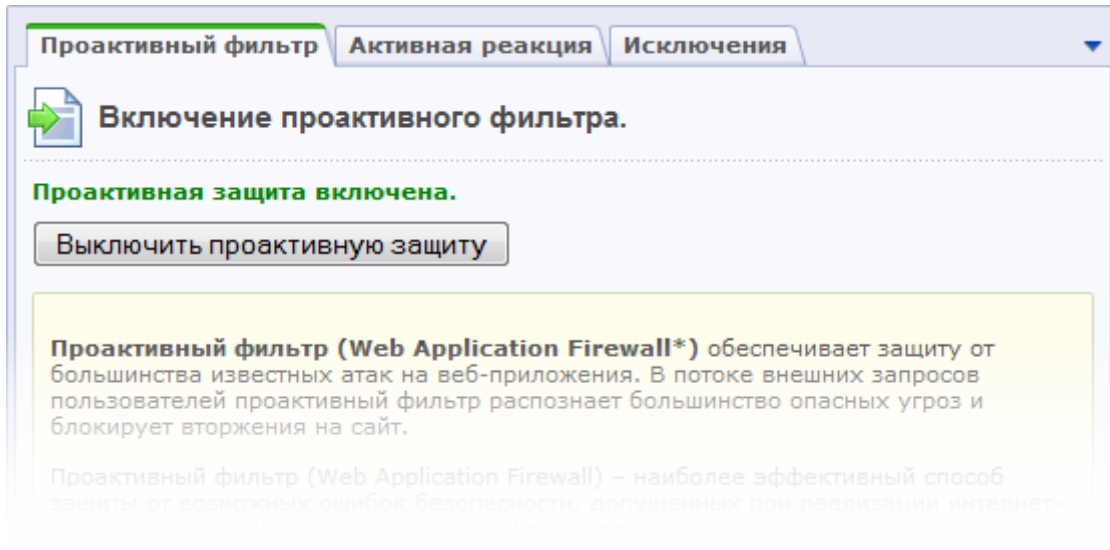 Проактивный фильтр Активная реакция Исключения
Включение проактивного фильтра.
Проактивная защита включена.
Выключить проактивную защиту
Проактивный фильтр (Web Application Firewall*) обеспечивает защиту от
большинства известных атак на веб-приложения. В потоке внешних запросов
пользователей проактивный фильтр распознает большинство опасных угроз и
блокирует вторжения на сайт.
Проактивный фильтр (Web Application Firewall) – наиболее эффективный способ
защиты от возможных ошибок безопасности, допущенных при реализации интернет-